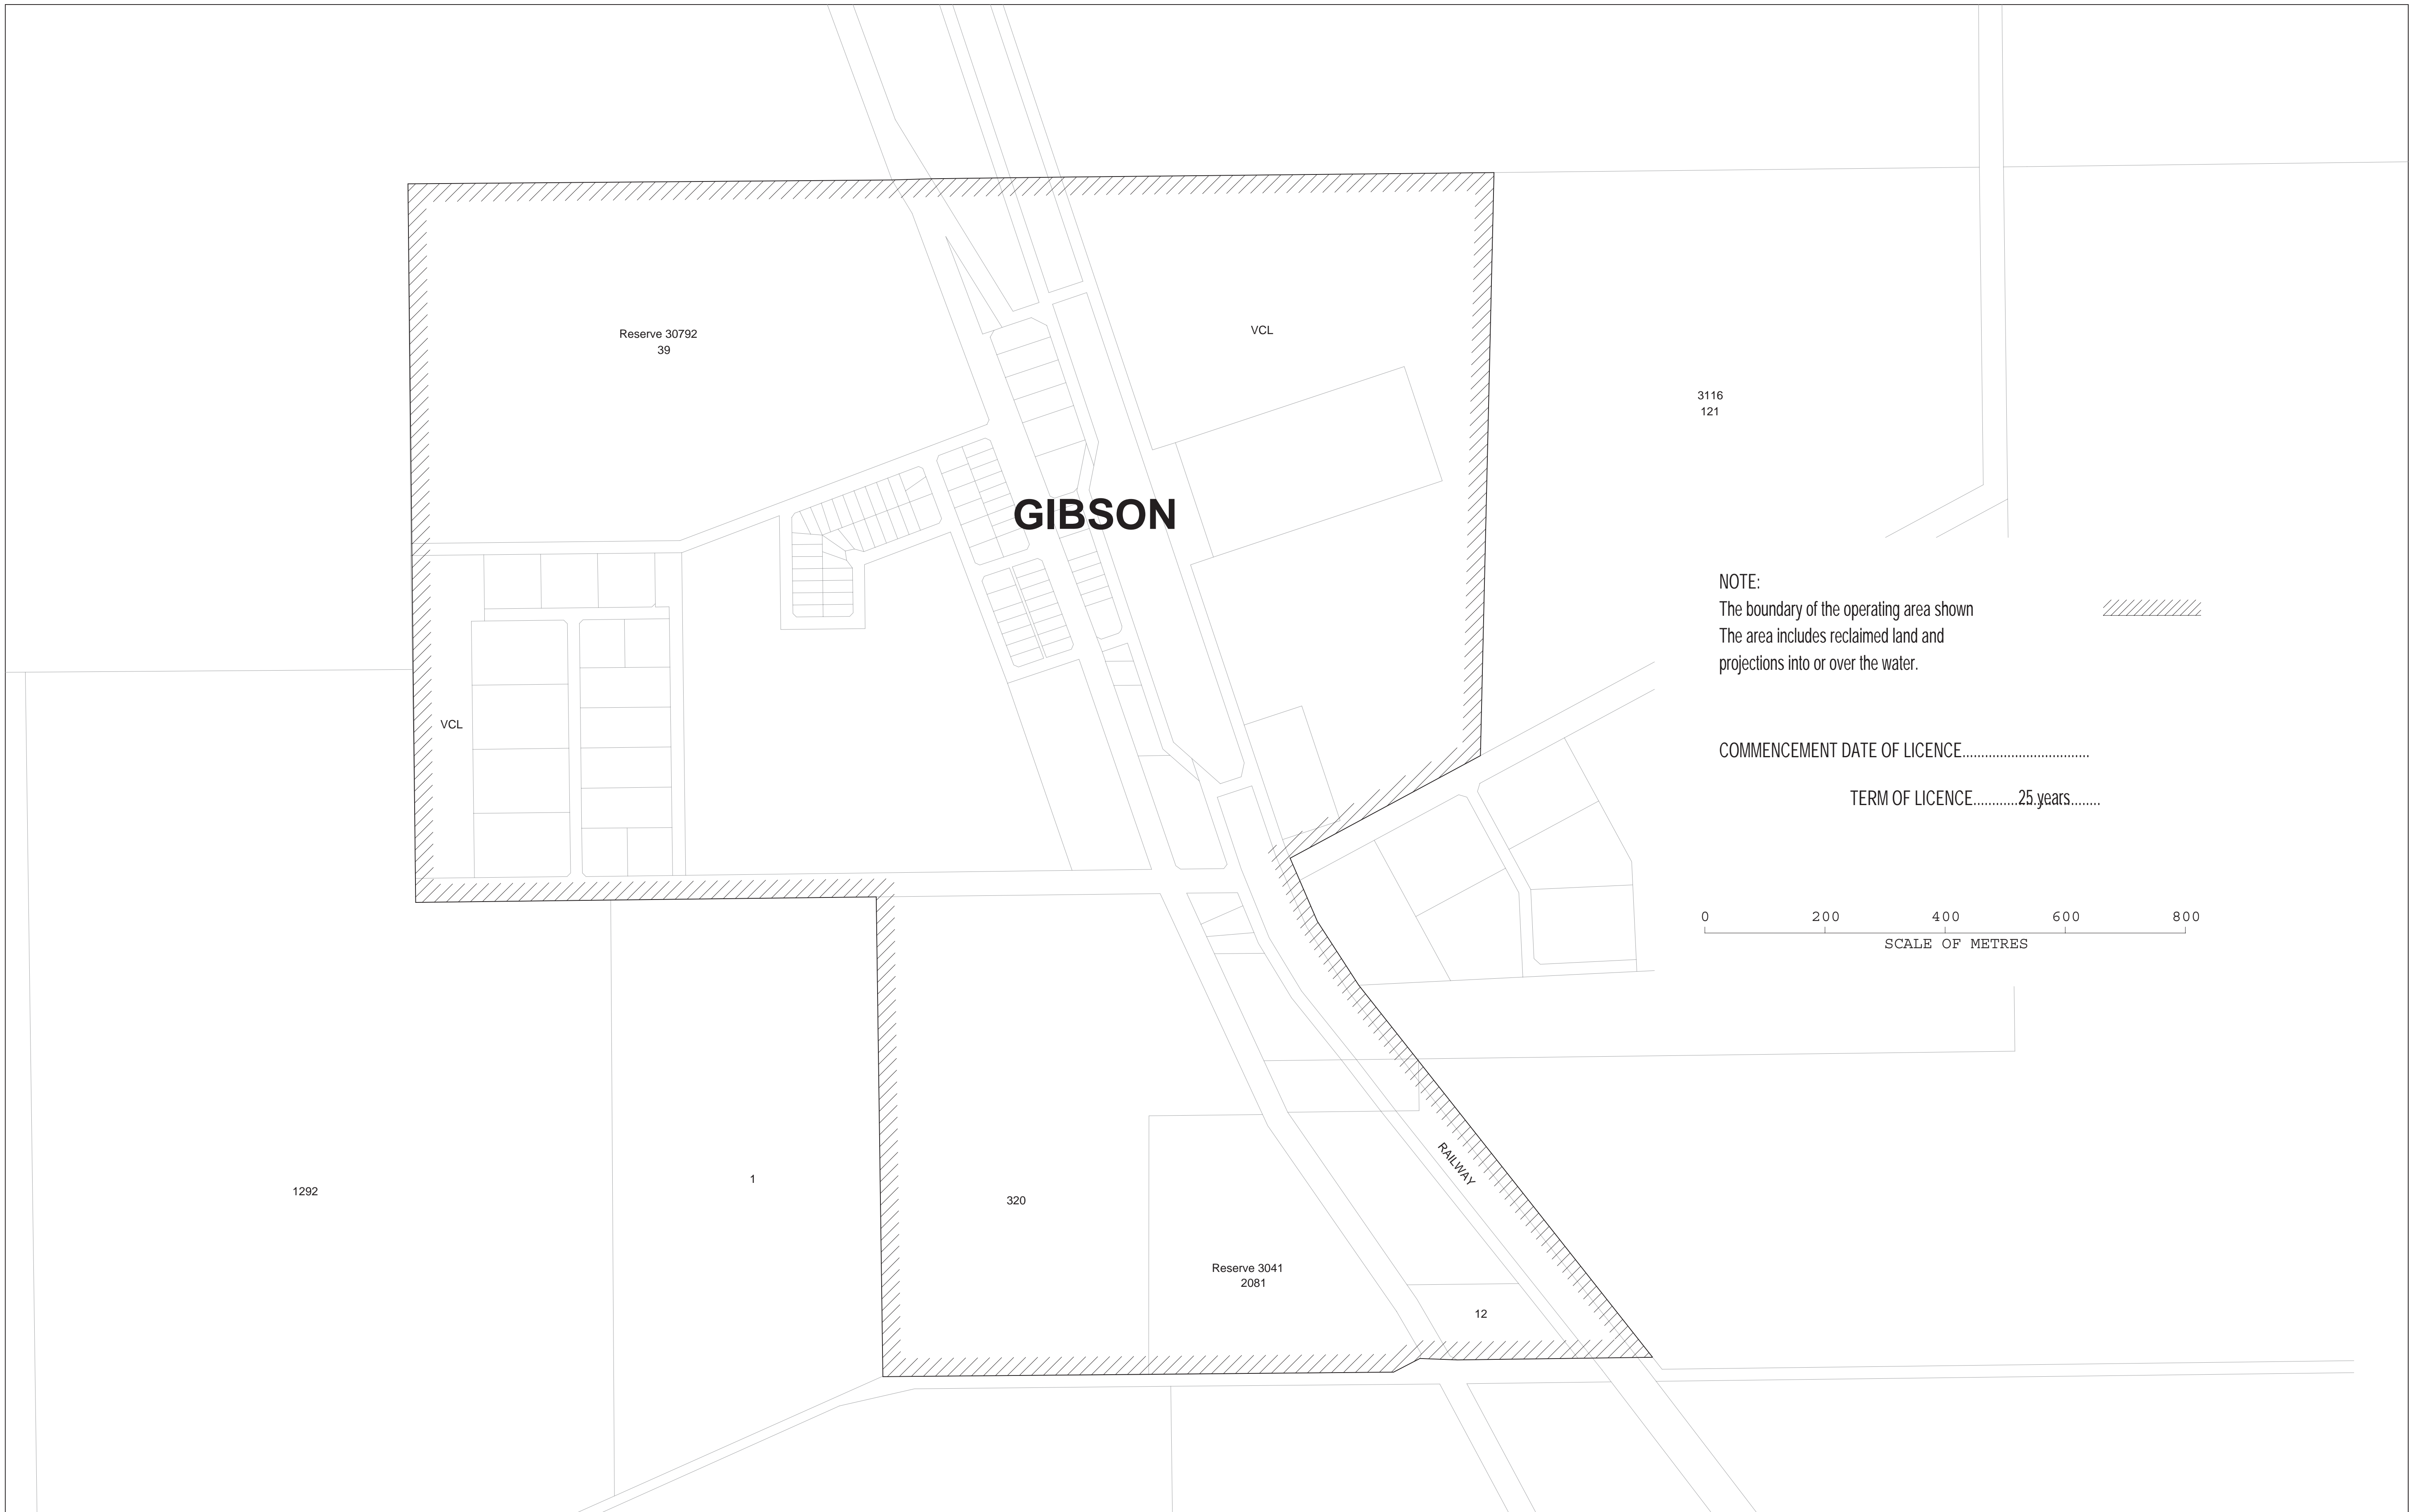 Reserve 30792
39
VCL
3116
121
GIBSON
NOTE:
The boundary of the operating area shown
The area includes reclaimed land and
projections into or over the water.
VCL
COMMENCEMENT DATE OF LICENCE..................................
TERM OF LICENCE............25 years..........
0 200 400 600 800
SCALE OF METRES
RAILWAY
1
1292
320
Reserve 3041
2081
12